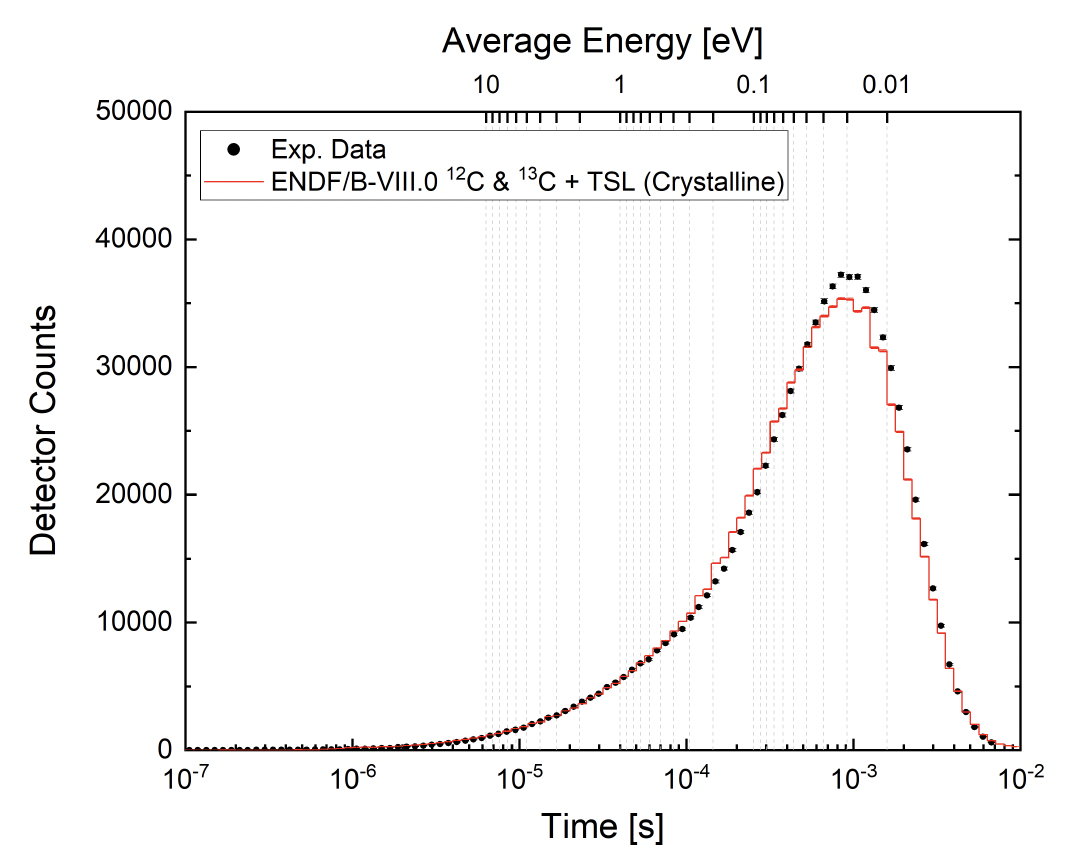 Average Energy [eV]
10 1 0.1 0.01
50000
Exp. Data
ENDF/B-VIII.0 ¹²C & ¹³C + TSL (Crystalline)
40000
30000
Detector Counts
20000
10000
0
10⁻⁷ 10⁻⁶ 10⁻⁵ 10⁻⁴ 10⁻³ 10⁻²
Time [s]